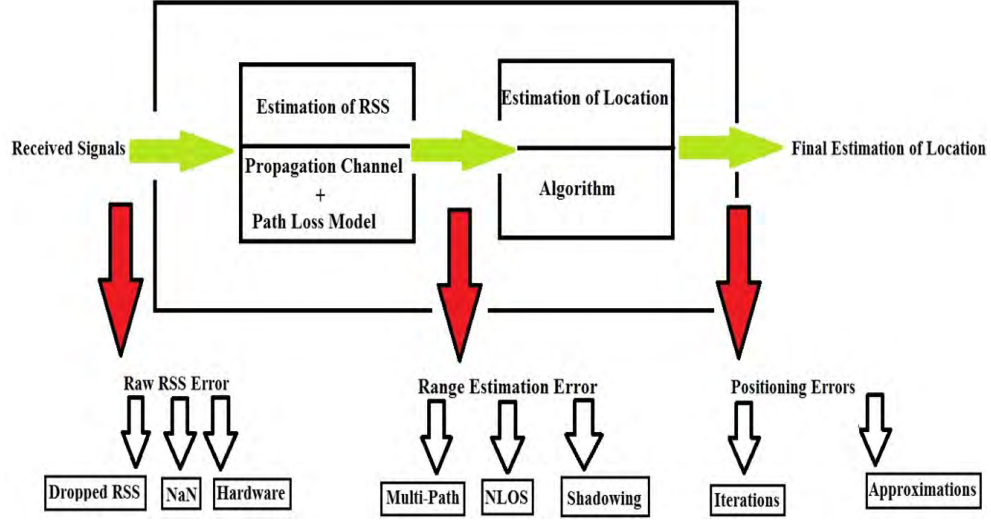 Estimation of RSS
Estimation of Location
Received Signals
Final Estimation of Location
Propagation Channel
+
Path Loss Model
Algorithm
Raw RSS Error
Range Estimation Error
Positioning Errors
Dropped RSS
NaN
Hardware
Multi-Path
NLOS
Shadowing
Iterations
Approximations